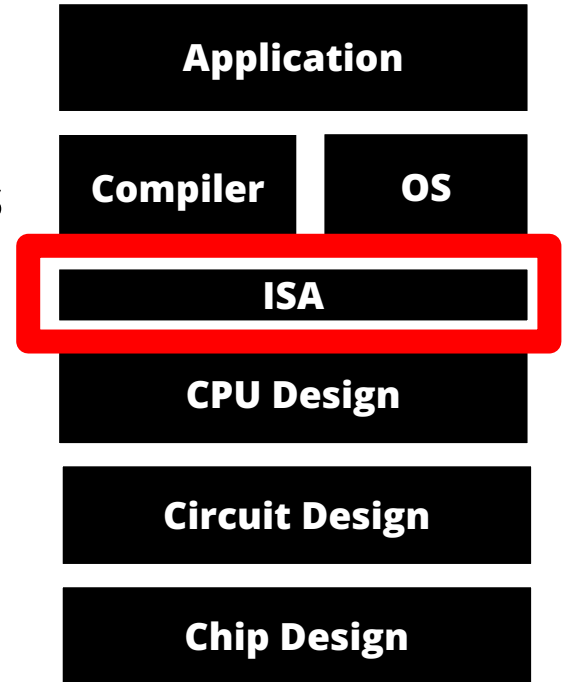 Application
Compiler OS
ISA
CPU Design
Circuit Design
Chip Design